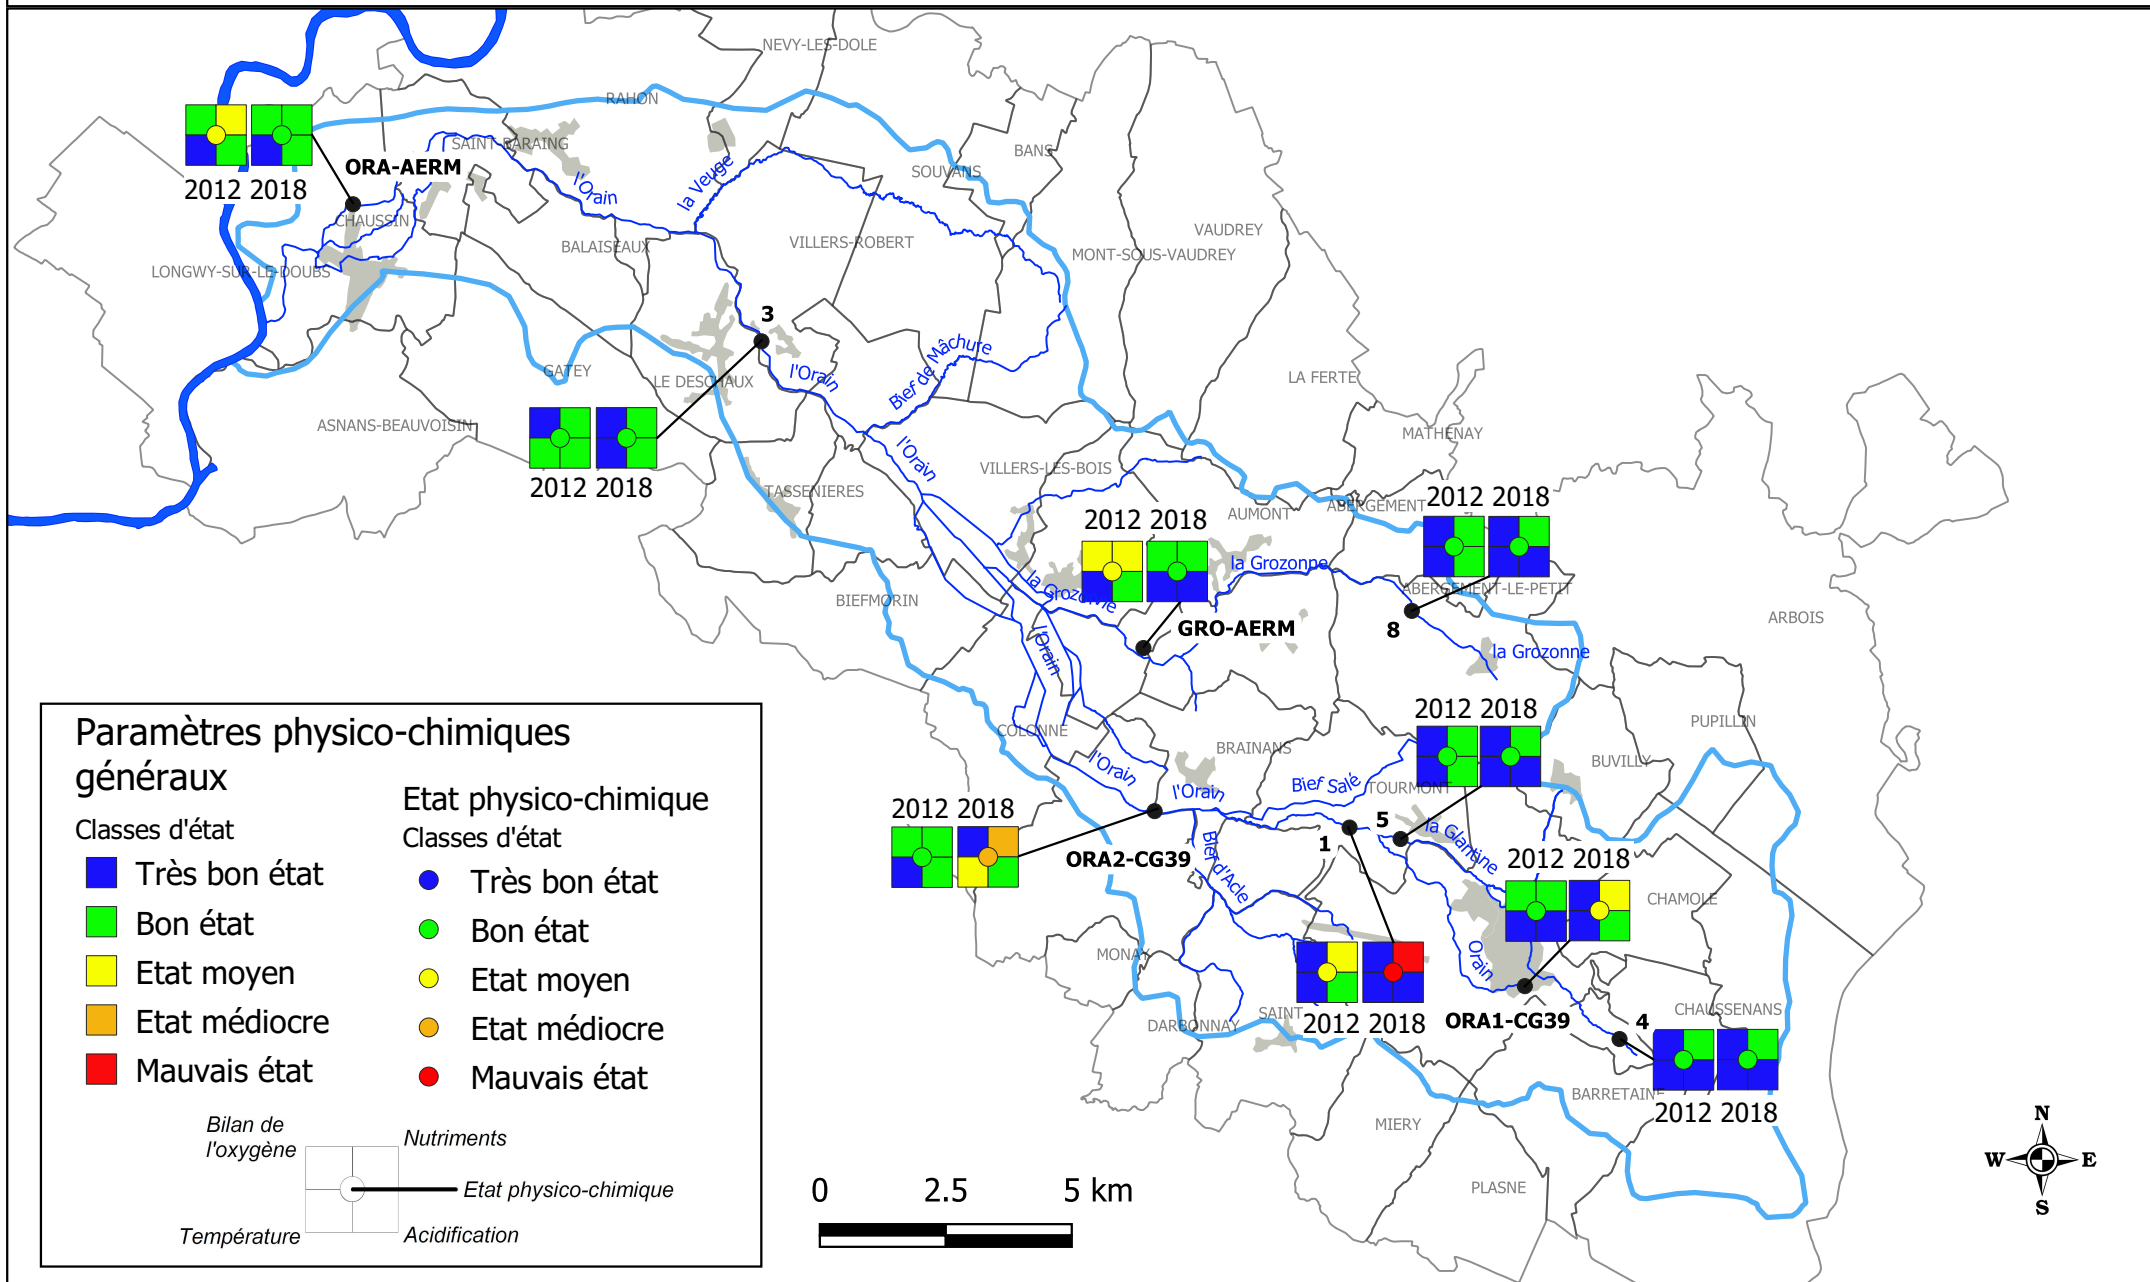 NEVY-LES-DOLE
RAHON
SAINT-BARAING
BANS
SOUVANS
ORA-AERM
2012 2018
l'Orain
la Veuge
CHAUSSIN
VAUDREY
BALAISEAUX
VILLERS-ROBERT
MONT-SOUS-VAUDREY
LONGWY-SUR-LE-DOUBS
3
Bief de Mâchure
GATEY
LE DESCHAUX
l'Orain
LA FERTE
ASNANS-BEAUVOISIN
MATHENAY
l'Orain
VILLERS-LES-BOIS
2012 2018
TASSENIERES
2012 2018
ABERGEMENT
AUMONT
2012 2018
la Grozonne
la Grozonne
ABERGEMENT-LE-PETIT
BIEFMORIN
ARBOIS
GRO-AERM
8
l'Orain
la Grozonne
2012 2018
PUPILLIN
COLONNE
BRAINANS
BUVILLY
l'Orain
l'Orain
Bief Salé
TOURMONT
2012 2018
5
la Glantine
1
ORA2-CG39
2012 2018
Bief d'Acle
CHAMOLE
MONAY
Orain
CHAUSSENANS
SAINT
DARBONNAY
2012 2018
ORA1-CG39
4
BARRETAINE
2012 2018
MIERY
PLASNE
Paramètres physico-chimiques
généraux
Classes d'état
Très bon état
Bon état
Etat moyen
Etat médiocre
Mauvais état
Etat physico-chimique
Classes d'état
Très bon état
Bon état
Etat moyen
Etat médiocre
Mauvais état
Bilan de
l'oxygène
Nutriments
Etat physico-chimique
Température
Acidification
0 2.5 5 km
N
W E
S